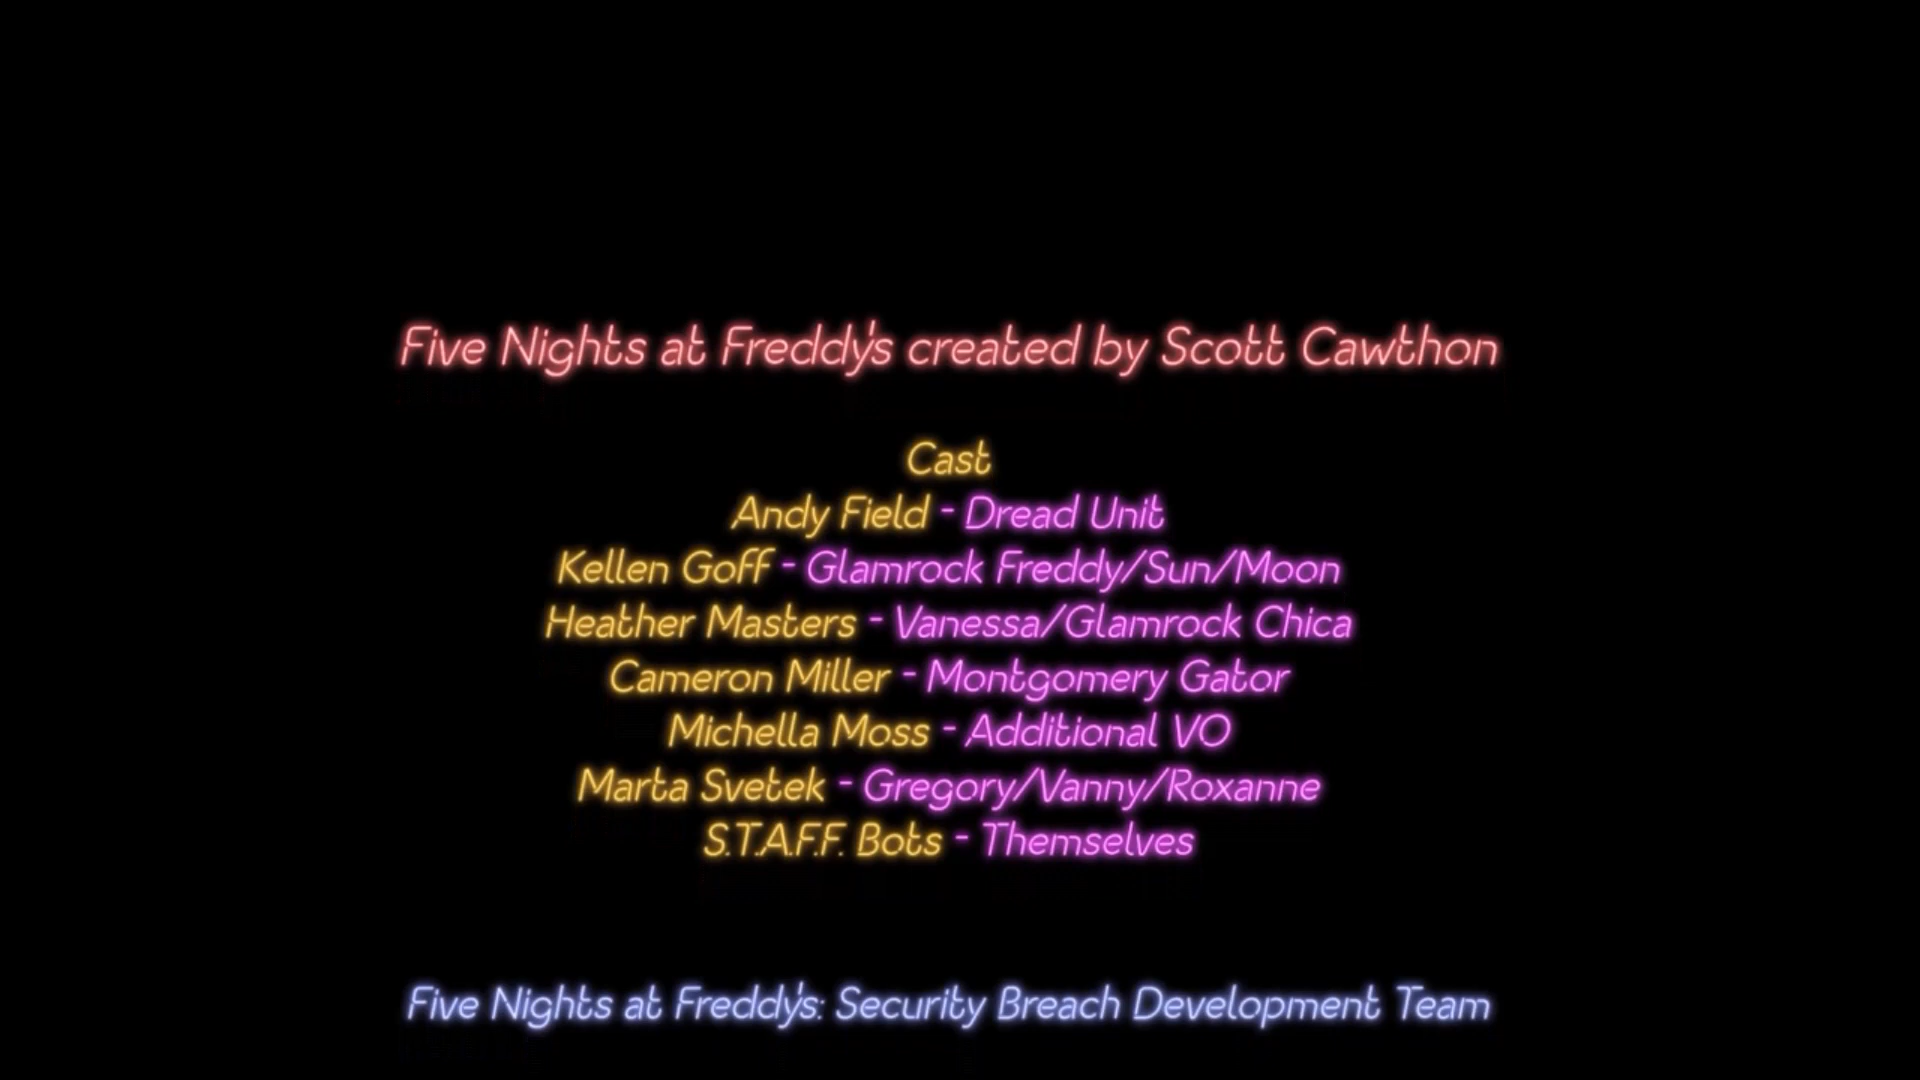 Five Nights at Freddy's created by Scott Cawthon
Cast
Andy Field - Dread Unit
Kellen Goff - Glamrock Freddy/Sun/Moon
Heather Masters - Vanessa/Glamrock Chica
Cameron Miller - Montgomery Gator
Michella Moss - Additional VO
Marta Svetek - Gregory/Vanny/Roxanne
S.T.A.F.F. Bots - Themselves
Five Nights at Freddy's: Security Breach Development Team